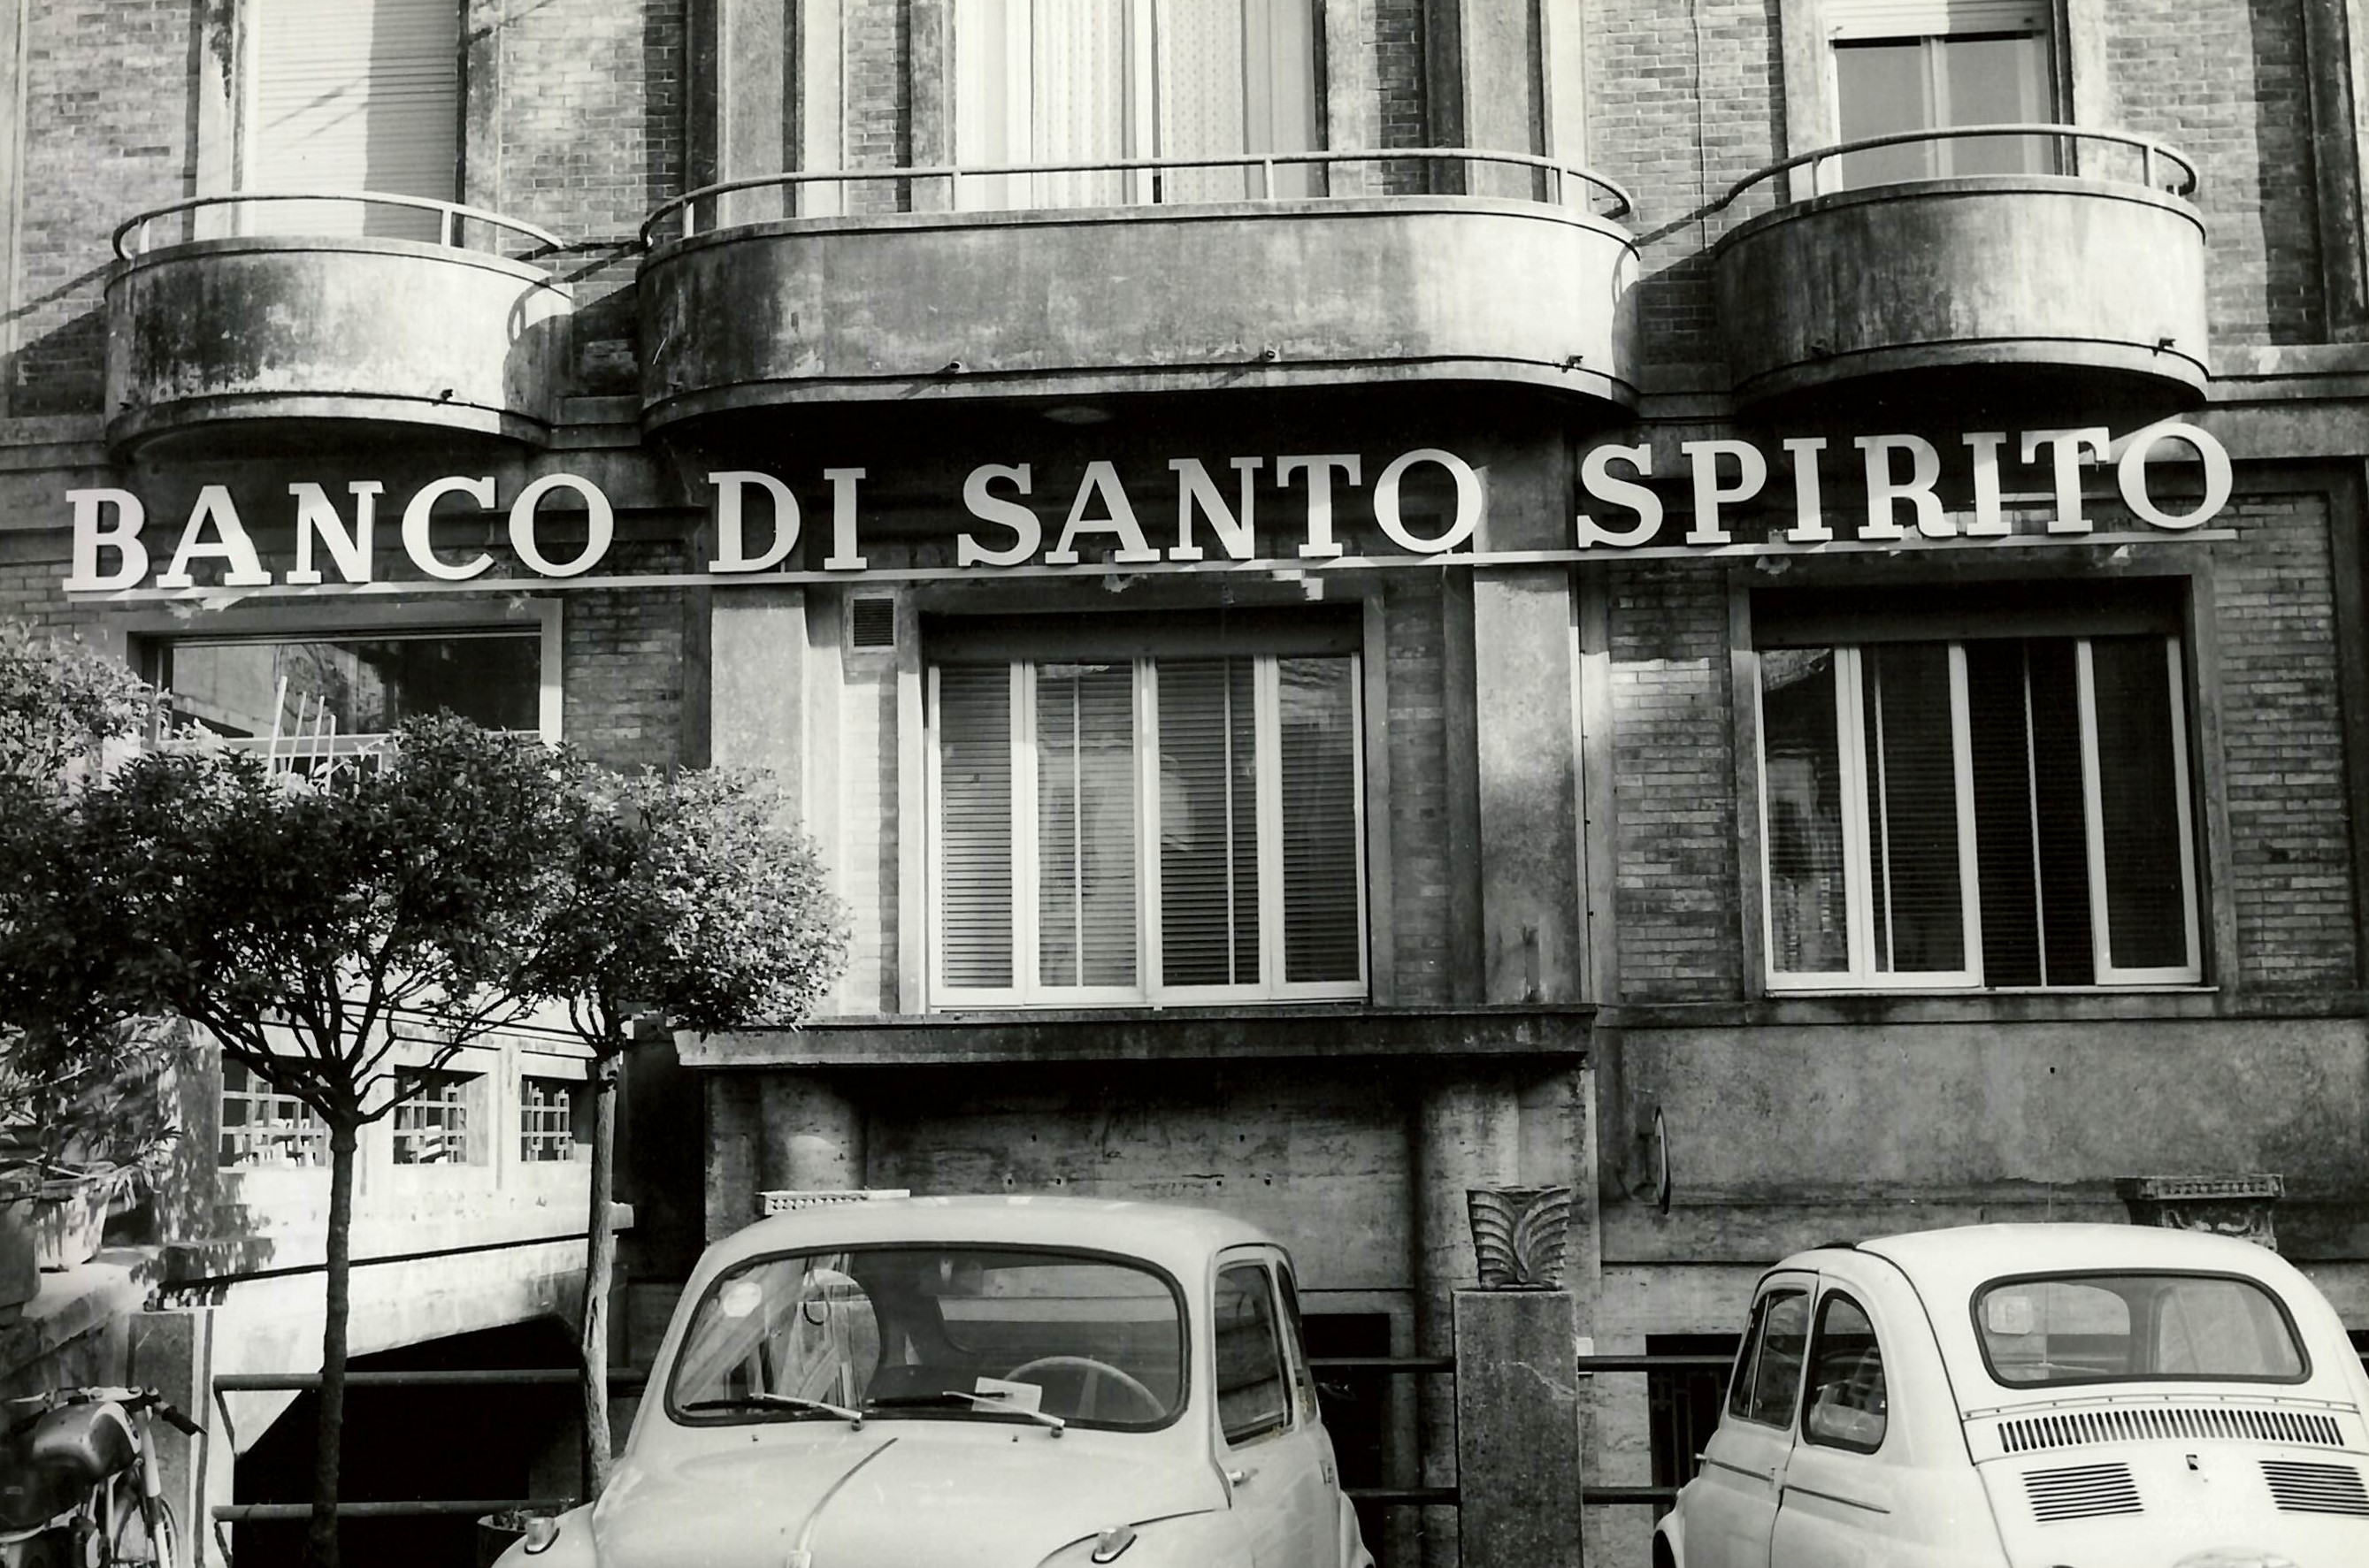 BANCO DI SANTO SPIRITO